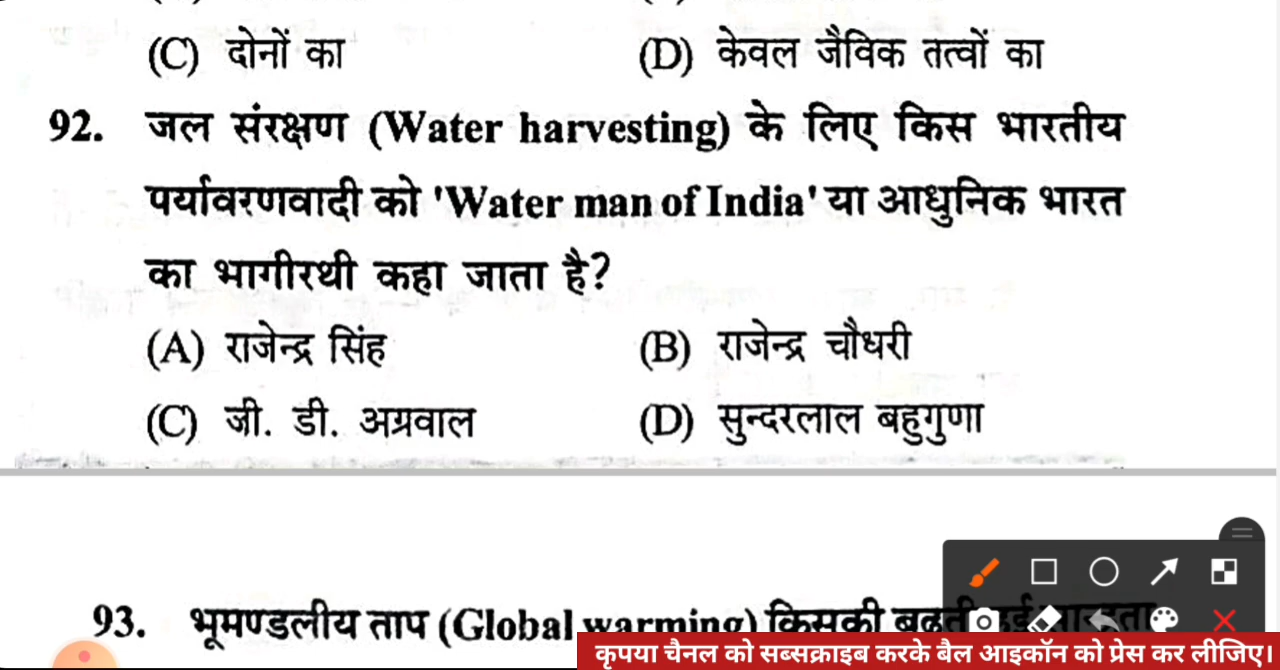 (C) दोनों का (D) केवल जैविक तत्वों का
92. जल संरक्षण (Water harvesting) के लिए किस भारतीय
पर्यावरणवादी को 'Water man of India' या आधुनिक भारत
का भागीरथी कहा जाता है?
(A) राजेन्द्र सिंह (B) राजेन्द्र चौधरी
(C) जी. डी. अग्रवाल (D) सुन्दरलाल बहुगुणा
93. भूमण्डलीय ताप (Global warming) किसकी बढ़ती
कृपया चैनल को सब्सक्राइब करके बैल आइकॉन को प्रेस कर लीजिए।